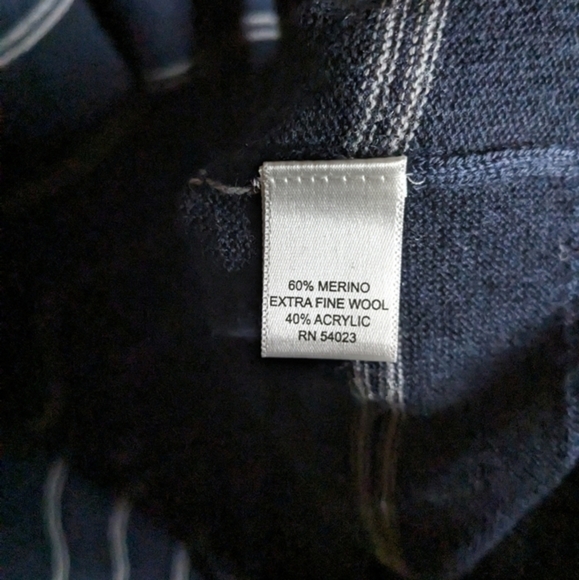 60% MERINO
EXTRA FINE WOOL
40% ACRYLIC
RN 54023